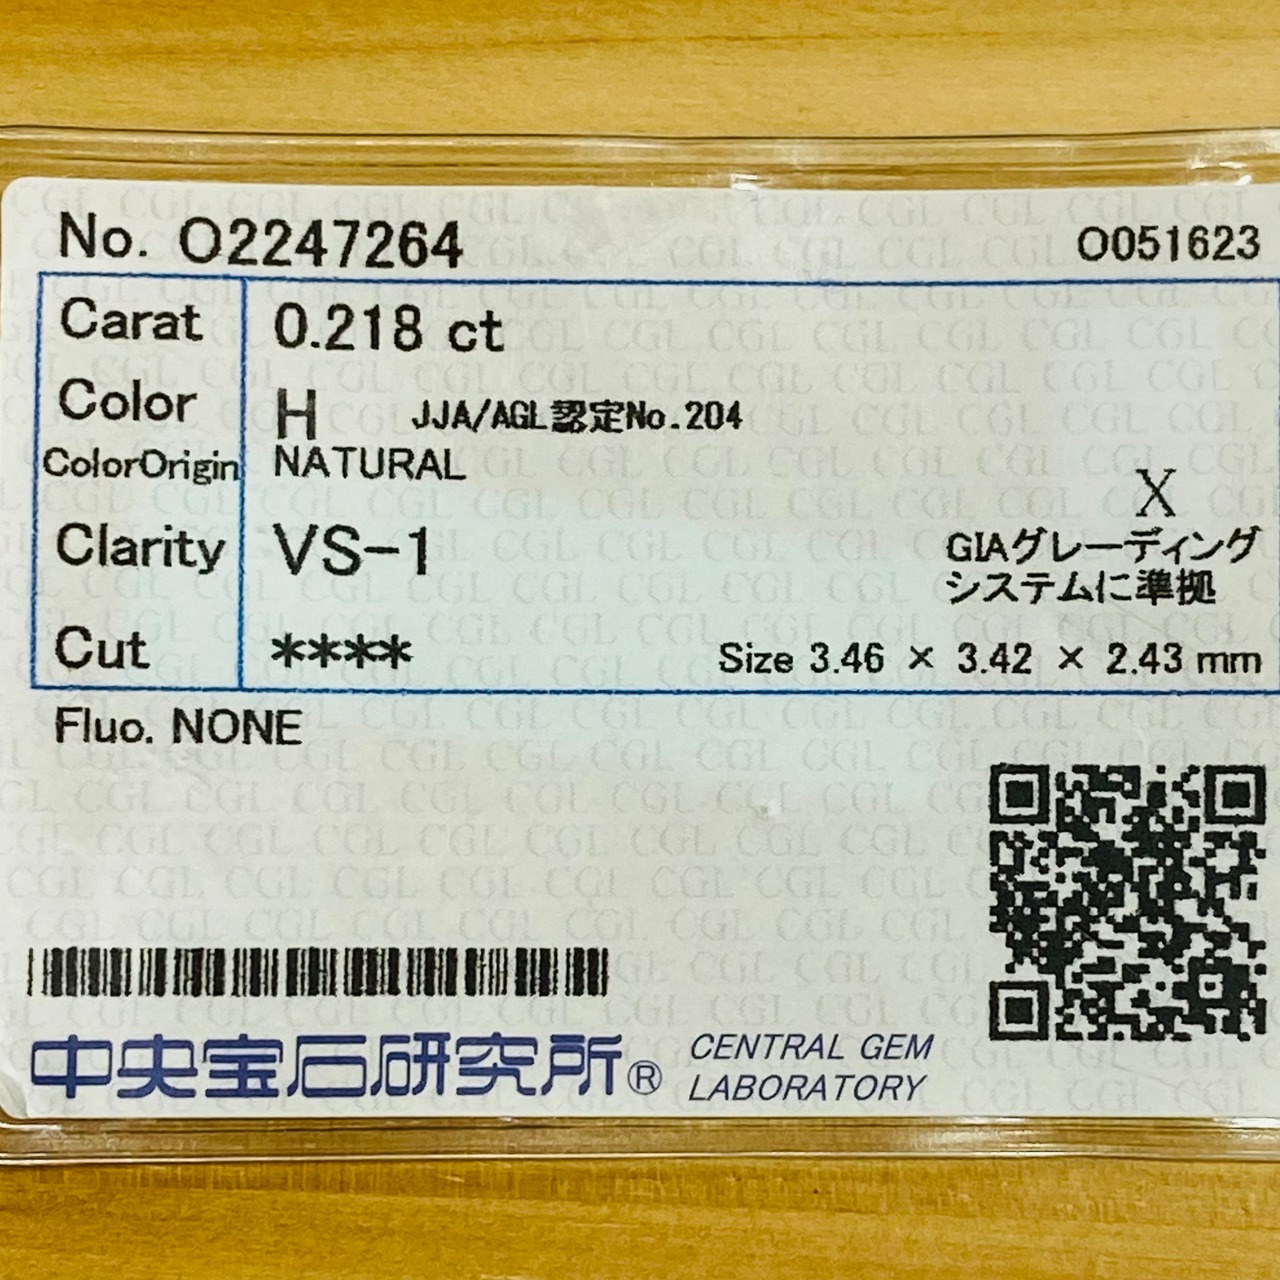 No. O2247264
O051623
Carat 0.218 ct
Color H JJA/AGL認定No.204
ColorOrigin NATURAL
X
Clarity VS-1
GIAグレーディング
システムに準拠
Cut ****
Size 3.46 × 3.42 × 2.43 mm
Fluo. NONE
中央宝石研究所®
CENTRAL GEM
LABORATORY